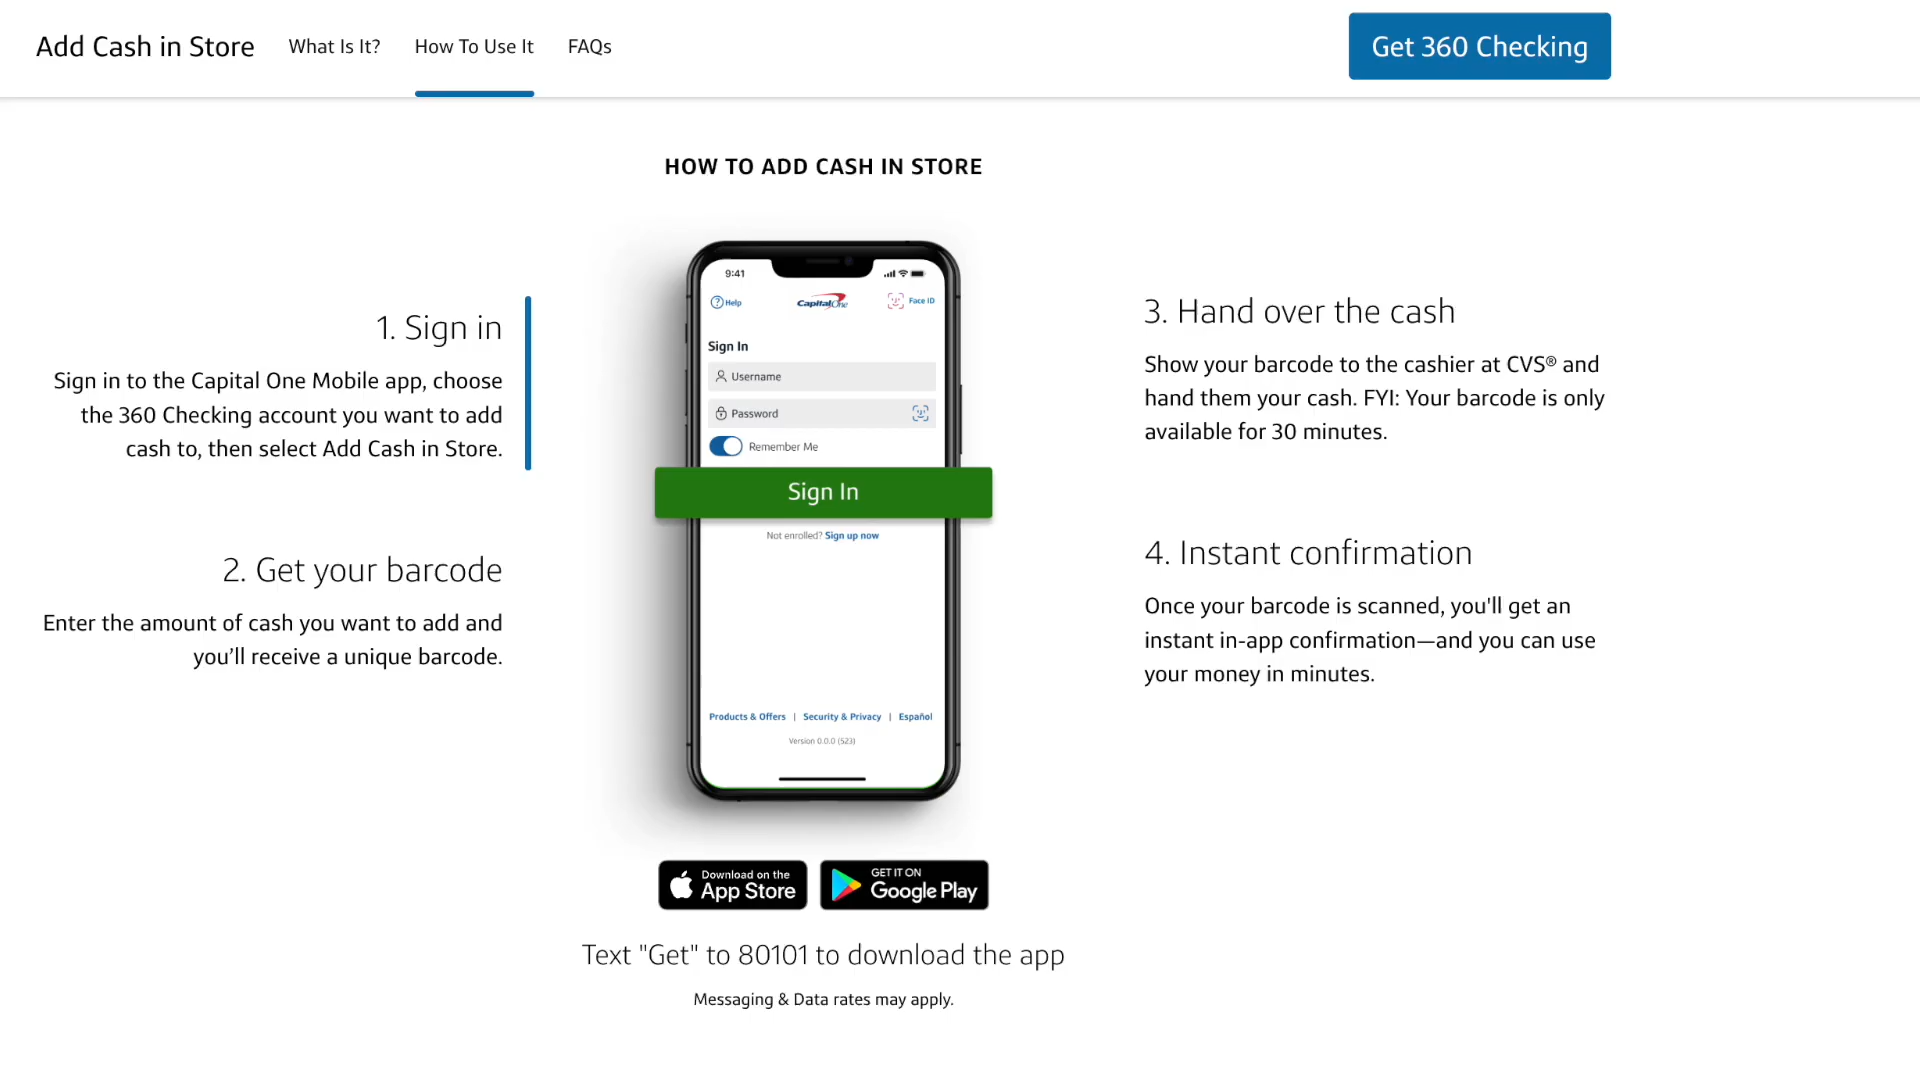 Add Cash in Store
What Is It?
How To Use It
FAQs
Get 360 Checking
HOW TO ADD CASH IN STORE
1. Sign in
Sign in to the Capital One Mobile app, choose
the 360 Checking account you want to add
cash to, then select Add Cash in Store.
2. Get your barcode
Enter the amount of cash you want to add and
you’ll receive a unique barcode.
9:41
Help
CapitalOne
Face ID
Sign In
Username
Password
Remember Me
Sign In
Not enrolled? Sign up now
Products & Offers | Security & Privacy | Español
Version 0.0.0 (523)
3. Hand over the cash
Show your barcode to the cashier at CVS® and
hand them your cash. FYI: Your barcode is only
available for 30 minutes.
4. Instant confirmation
Once your barcode is scanned, you'll get an
instant in-app confirmation—and you can use
your money in minutes.
Download on the
App Store
GET IT ON
Google Play
Text "Get" to 80101 to download the app
Messaging & Data rates may apply.